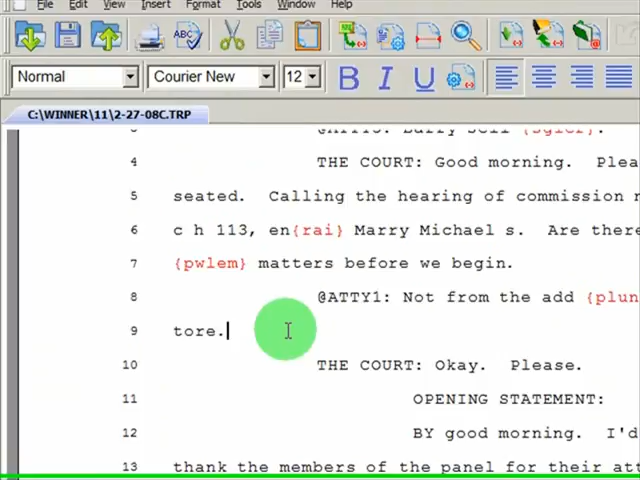 File Edit View Insert Format Tools Window Help
Normal Courier New 12 B I U
C:\WINNER\11\2-27-08C.TRP
4 THE COURT: Good morning. Plea
5 seated. Calling the hearing of commission n
6 c h 113, en{rai} Marry Michael s. Are there
7 {pwlem} matters before we begin.
8 @ATTY1: Not from the add {plun
9 tore.
10 THE COURT: Okay. Please.
11 OPENING STATEMENT:
12 BY good morning. I'd
13 thank the members of the panel for their att